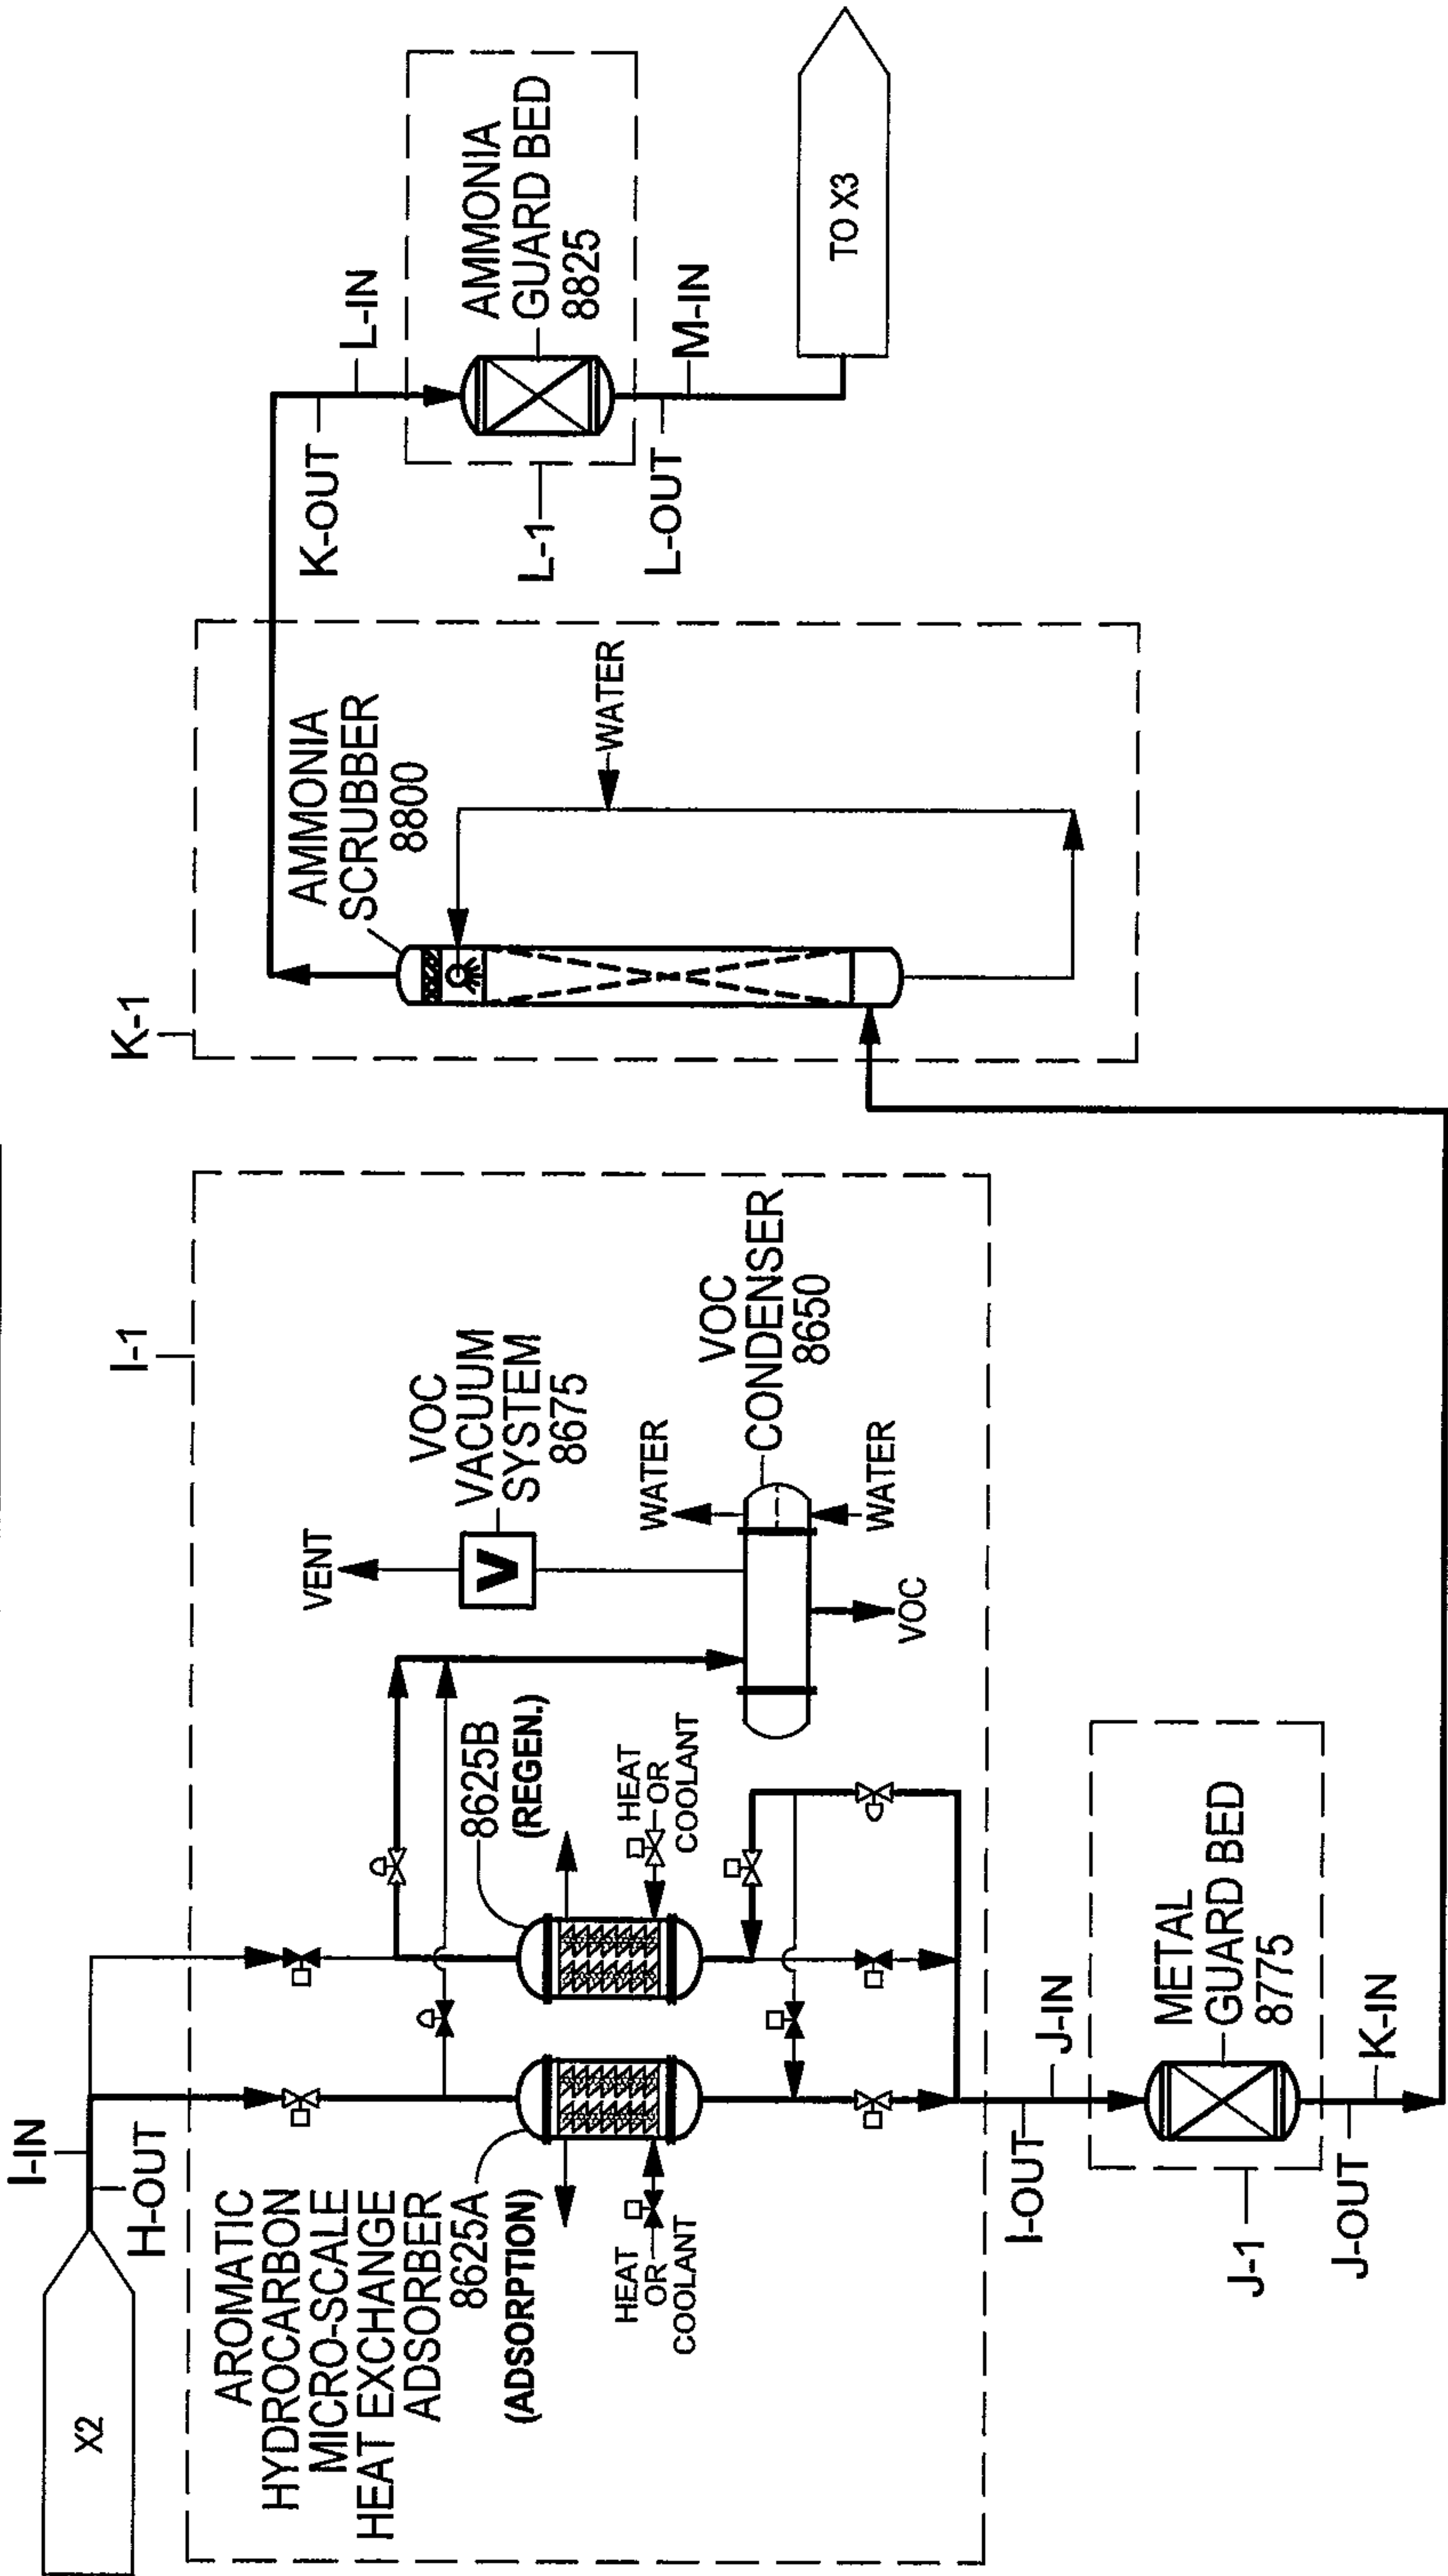 X2
I-IN
H-OUT
AROMATIC
HYDROCARBON
MICRO-SCALE
HEAT EXCHANGE
ADSORBER
8625A
(ADSORPTION)
HEAT
OR
COOLANT
8625B
(REGEN.)
HEAT
OR
COOLANT
I-1
VENT
VOC
VACUUM
SYSTEM
8675
V
WATER
VOC
CONDENSER
8650
WATER
VOC
I-OUT
J-IN
J-1
METAL
GUARD BED
8775
J-OUT
K-IN
K-1
AMMONIA
SCRUBBER
8800
WATER
K-OUT
L-IN
L-1
AMMONIA
GUARD BED
8825
L-OUT
M-IN
TO X3